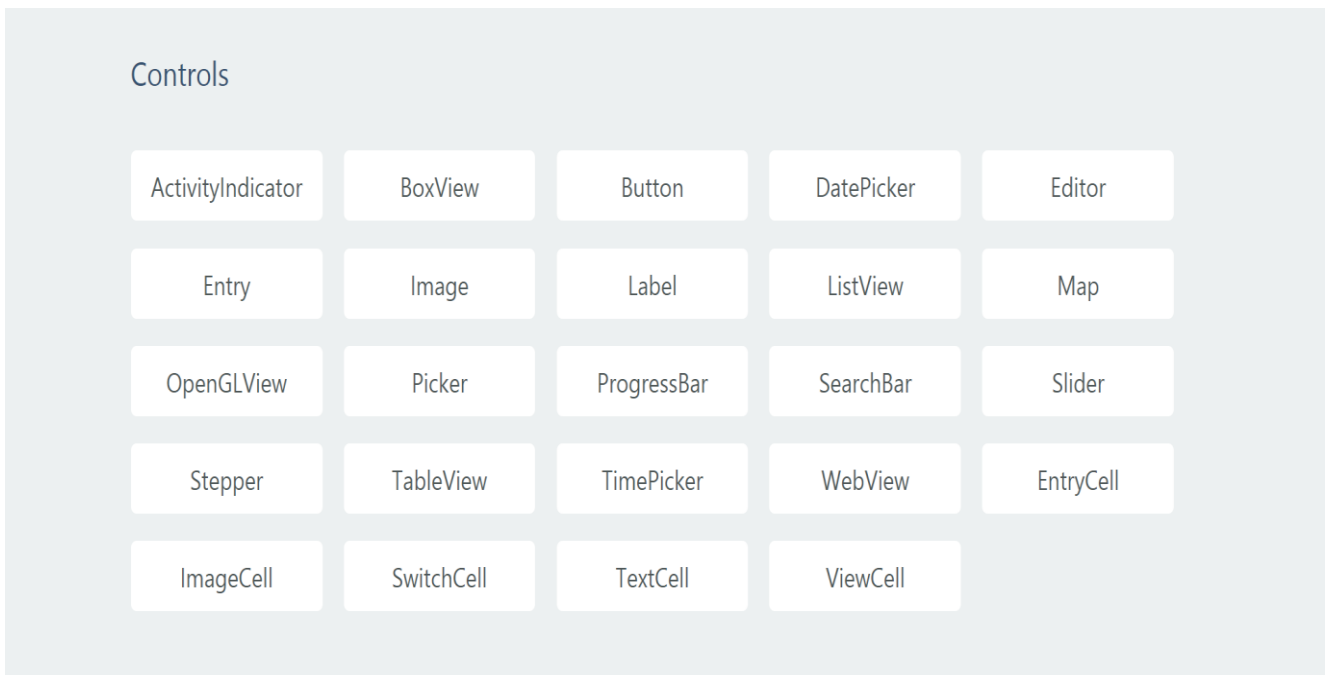 Controls
ActivityIndicator BoxView Button DatePicker Editor
Entry Image Label ListView Map
OpenGLView Picker ProgressBar SearchBar Slider
Stepper TableView TimePicker WebView EntryCell
ImageCell SwitchCell TextCell ViewCell